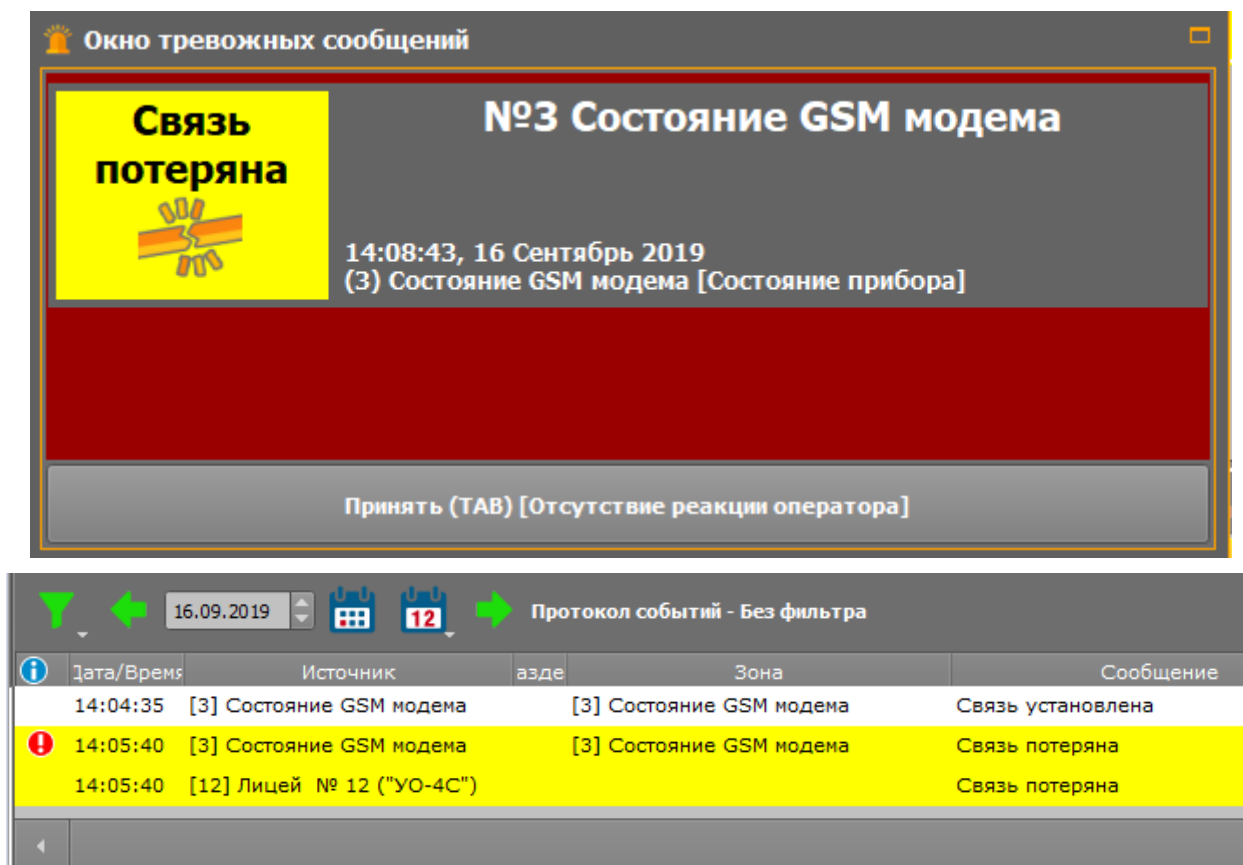 Окно тревожных сообщений
Связь
потеряна
№3 Состояние GSM модема
14:08:43, 16 Сентябрь 2019
(3) Состояние GSM модема [Состояние прибора]
Принять (TAB) [Отсутствие реакции оператора]
16.09.2019 12 Протокол событий - Без фильтра
Дата/Время Источник азде Зона Сообщение
14:04:35 [3] Состояние GSM модема [3] Состояние GSM модема Связь установлена
14:05:40 [3] Состояние GSM модема [3] Состояние GSM модема Связь потеряна
14:05:40 [12] Лицей № 12 ("УО-4С") Связь потеряна